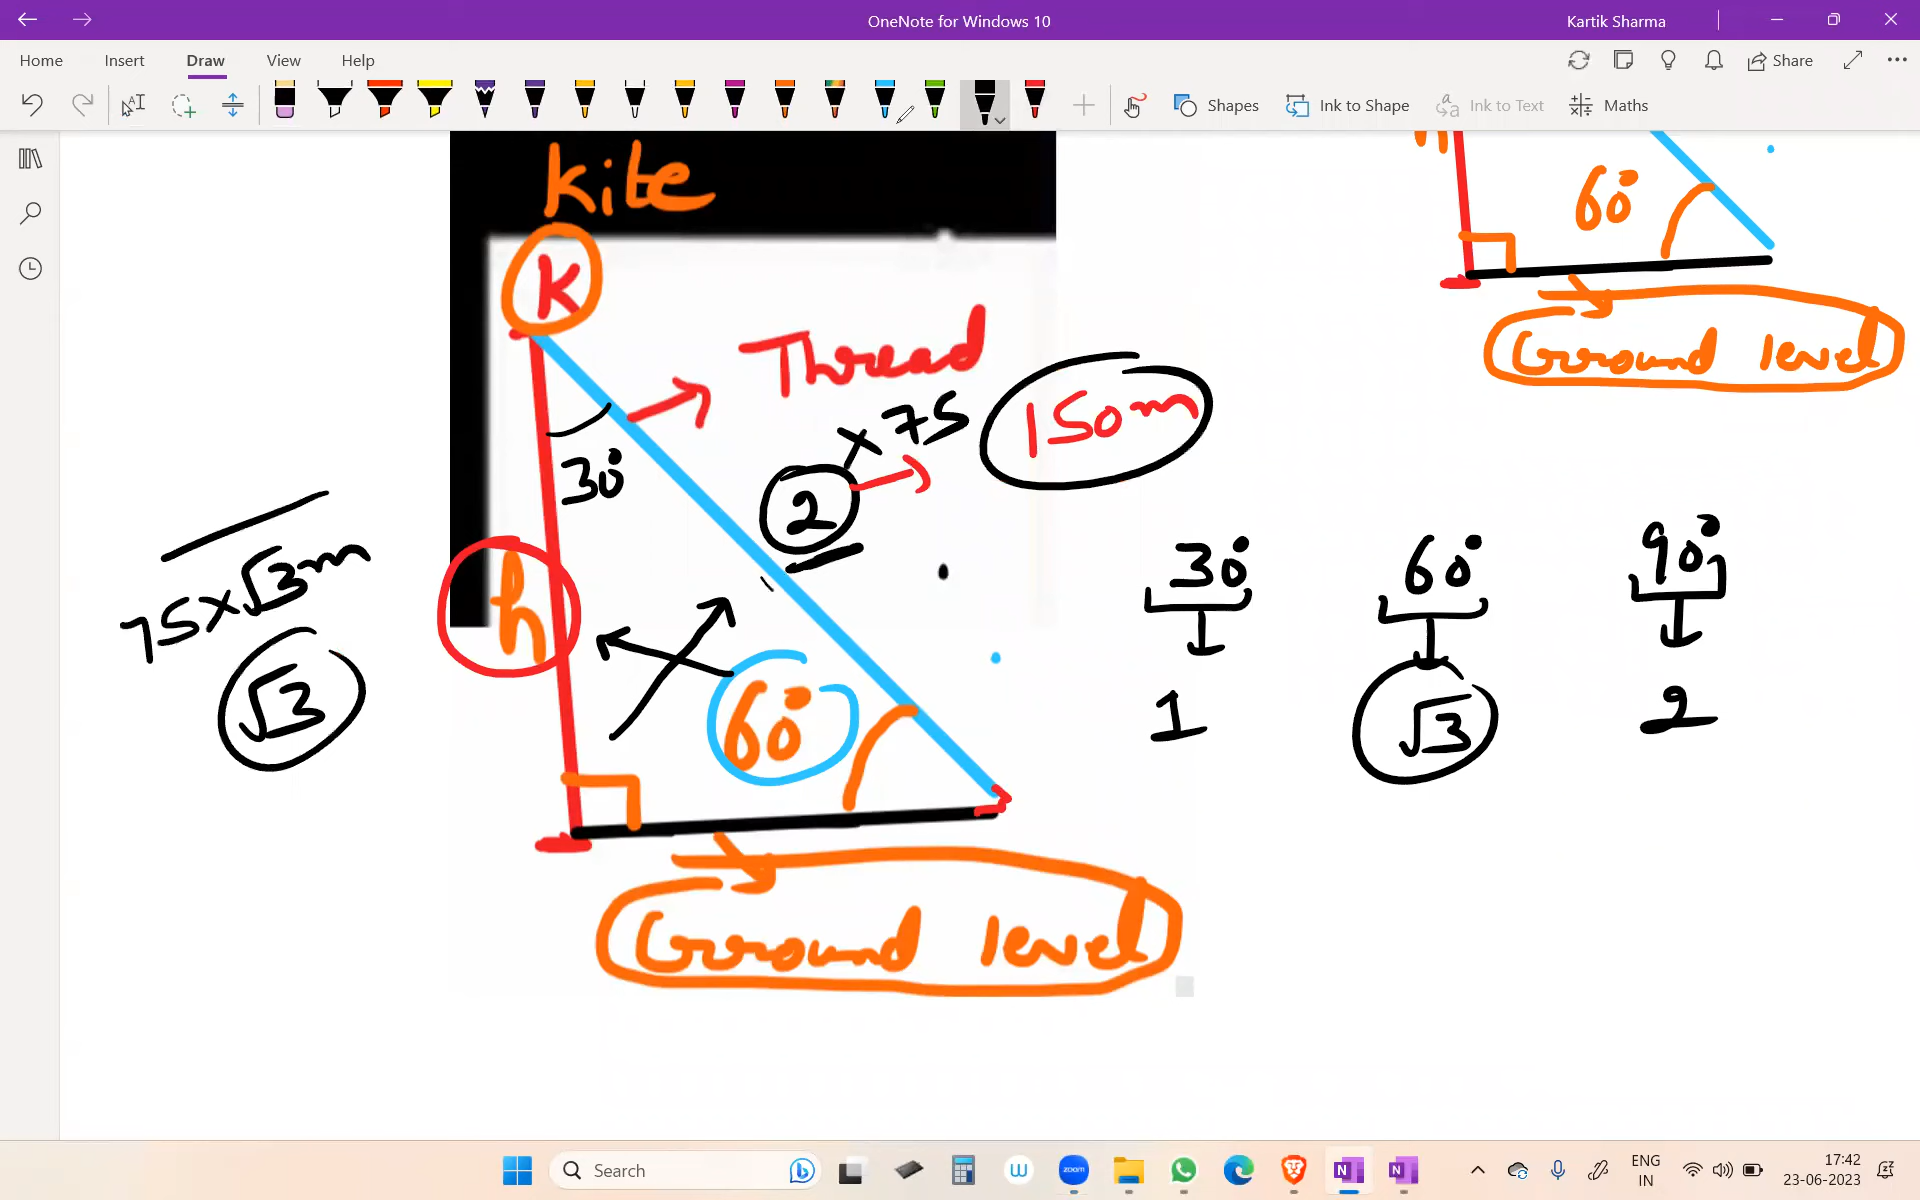 OneNote for Windows 10
Kartik Sharma
Home Insert Draw View Help
Share
Shapes
Ink to Shape
Ink to Text
Maths
kite
K
Thread
30°
2
x 75
150m
75x√3m
√3
h
60°
Ground level
60°
Ground level
30° 60° 90°
1 √3 2
Search
zoom
ENG
IN
17:42
23-06-2023